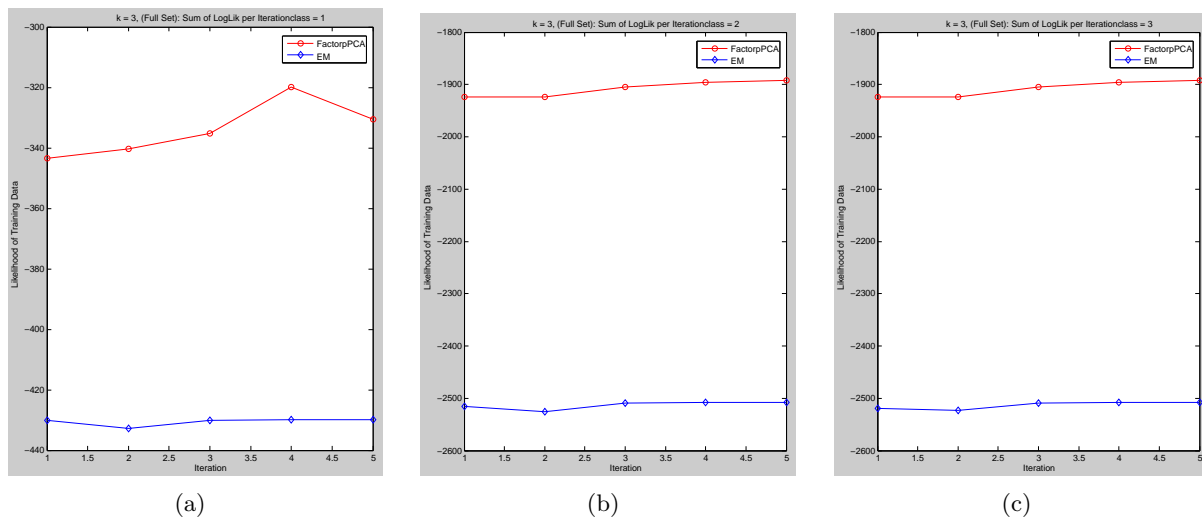 k = 3, (Full Set): Sum of LogLik per Iterationclass = 1
−300
−320
−340
−360
−380
−400
−420
−440
Likelihood of Training Data
FactorpPCA
EM
1 1.5 2 2.5 3 3.5 4 4.5 5
Iteration
(a)
k = 3, (Full Set): Sum of LogLik per Iterationclass = 2
−1800
−1900
−2000
−2100
−2200
−2300
−2400
−2500
−2600
Likelihood of Training Data
FactorpPCA
EM
1 1.5 2 2.5 3 3.5 4 4.5 5
Iteration
(b)
k = 3, (Full Set): Sum of LogLik per Iterationclass = 3
−1800
−1900
−2000
−2100
−2200
−2300
−2400
−2500
−2600
Likelihood of Training Data
FactorpPCA
EM
1 1.5 2 2.5 3 3.5 4 4.5 5
Iteration
(c)